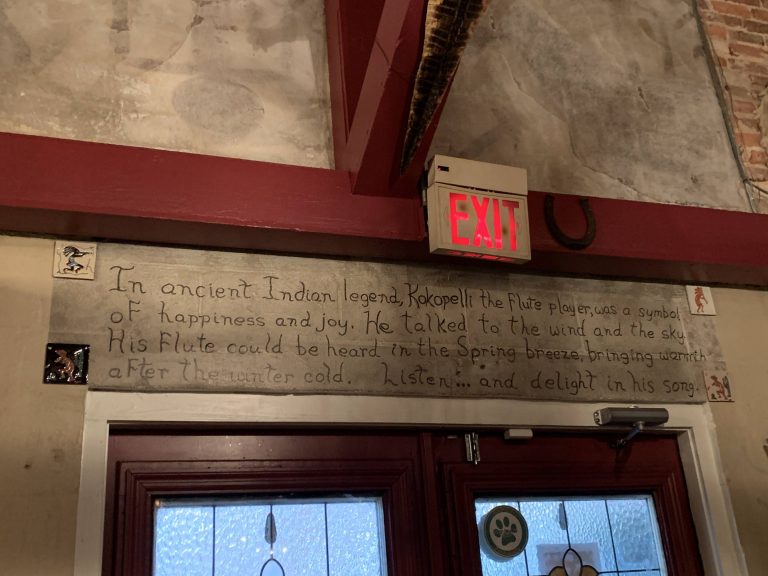 EXIT
In ancient Indian legend, Kokopelli the flute player, was a symbol
of happiness and joy. He talked to the wind and the sky.
His flute could be heard in the Spring breeze, bringing warmth
after the winter cold. Listen... and delight in his song.